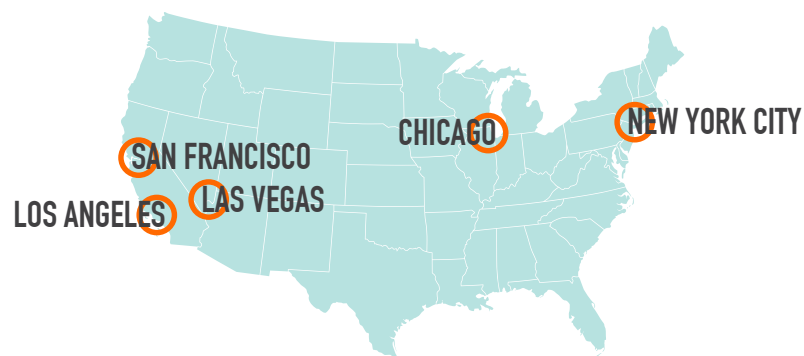 NEW YORK CITY
CHICAGO
SAN FRANCISCO
LAS VEGAS
LOS ANGELES